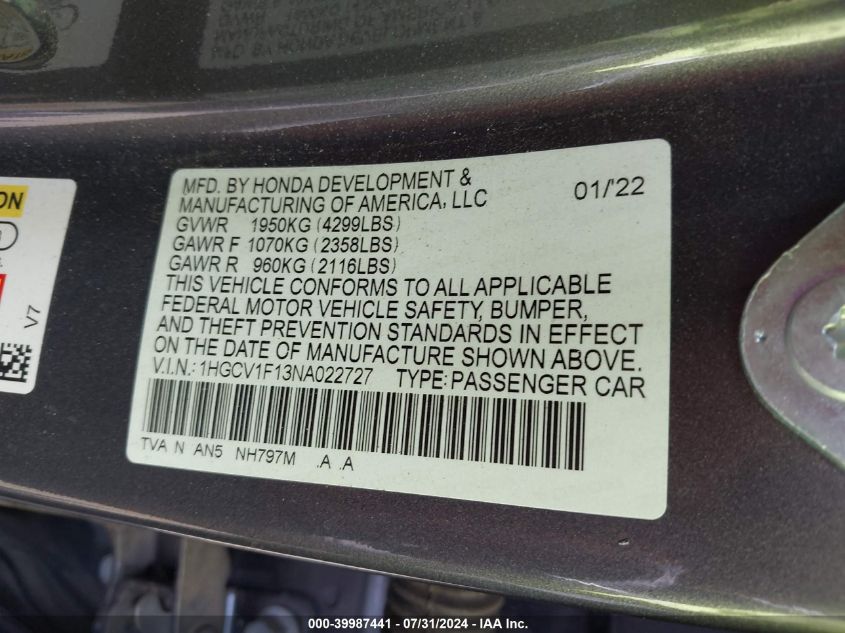 MFD. BY HONDA DEVELOPMENT &
MANUFACTURING OF AMERICA, LLC 01/'22
GVWR 1950KG (4299LBS)
GAWR F 1070KG (2358LBS)
GAWR R 960KG (2116LBS)
THIS VEHICLE CONFORMS TO ALL APPLICABLE
FEDERAL MOTOR VEHICLE SAFETY, BUMPER,
AND THEFT PREVENTION STANDARDS IN EFFECT
ON THE DATE OF MANUFACTURE SHOWN ABOVE.
V.I.N.: 1HGCV1F13NA022727 TYPE: PASSENGER CAR
TVA N AN5 NH797M .A .A
ON
V7
000-39987441 - 07/31/2024 - IAA Inc.